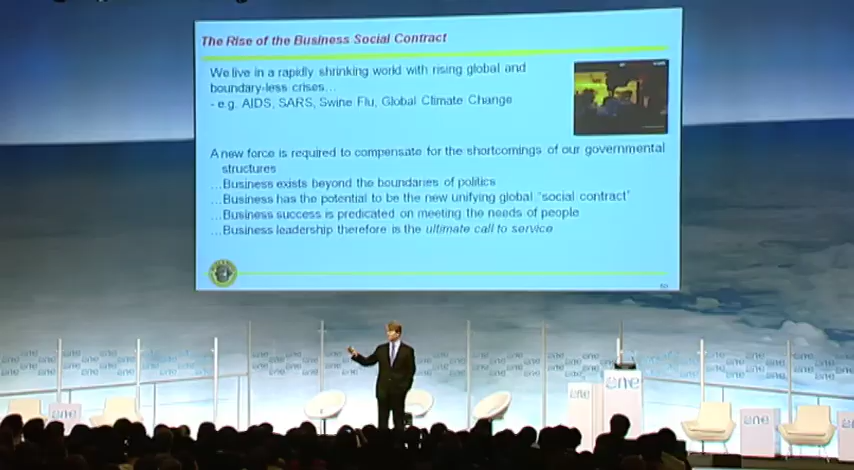 The Rise of the Business Social Contract
We live in a rapidly shrinking world with rising global and
boundary-less crises…
- e.g. AIDS, SARS, Swine Flu, Global Climate Change
A new force is required to compensate for the shortcomings of our governmental
structures
…Business exists beyond the boundaries of politics
…Business has the potential to be the new unifying global "social contract"
…Business success is predicated on meeting the needs of people
…Business leadership therefore is the ultimate call to service
one
one
one
one